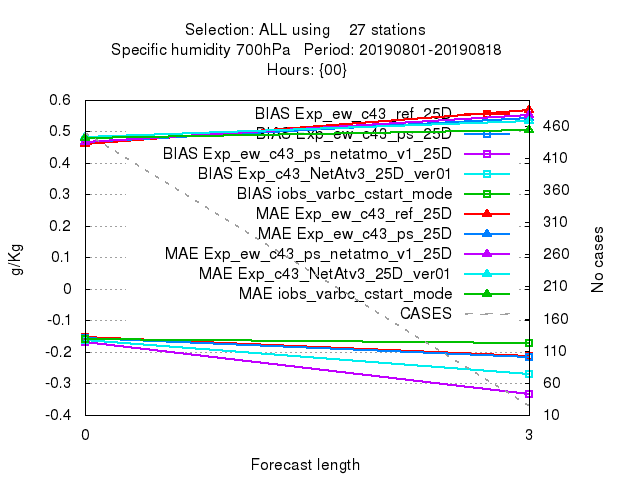 Selection: ALL using 27 stations
Specific humidity 700hPa Period: 20190801-20190818
Hours: {00}
g/Kg
No cases
0.6
0.5
0.4
0.3
0.2
0.1
0
-0.1
-0.2
-0.3
-0.4
460
410
360
310
260
210
160
110
60
10
BIAS Exp_ew_c43_ref_25D
BIAS Exp_ew_c43_ps_25D
BIAS Exp_ew_c43_ps_netatmo_v1_25D
BIAS Exp_c43_NetAtv3_25D_ver01
BIAS iobs_varbc_cstart_mode
MAE Exp_ew_c43_ref_25D
MAE Exp_ew_c43_ps_25D
MAE Exp_ew_c43_ps_netatmo_v1_25D
MAE Exp_c43_NetAtv3_25D_ver01
MAE iobs_varbc_cstart_mode
CASES
0 3
Forecast length